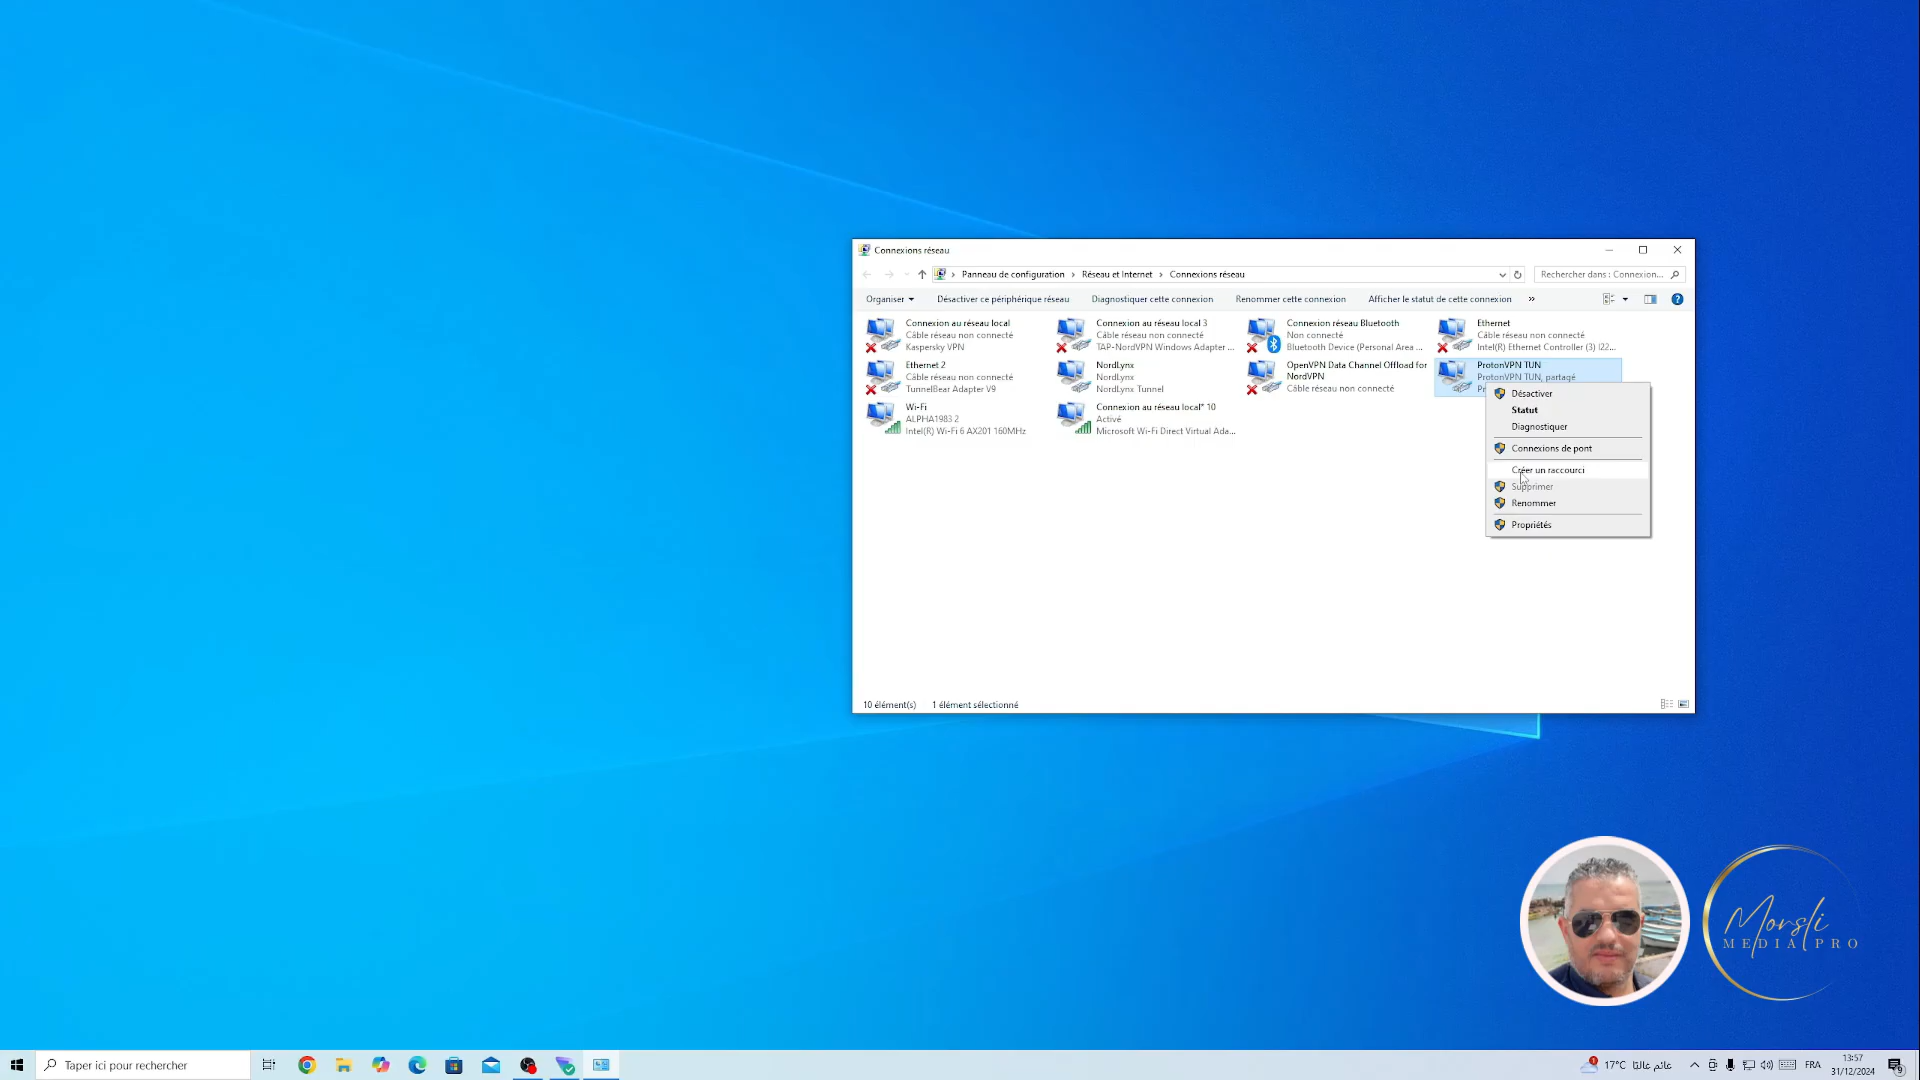 Connexions réseau
Panneau de configuration > Réseau et Internet > Connexions réseau
Rechercher dans : Connexion...
Organiser
Désactiver ce périphérique réseau
Diagnostiquer cette connexion
Renommer cette connexion
Afficher le statut de cette connexion
»
Connexion au réseau local
Câble réseau non connecté
Kaspersky VPN
Connexion au réseau local 3
Câble réseau non connecté
TAP-NordVPN Windows Adapter ...
Connexion réseau Bluetooth
Non connecté
Bluetooth Device (Personal Area ...
Ethernet
Câble réseau non connecté
Intel(R) Ethernet Controller (3) I22...
Ethernet 2
Câble réseau non connecté
TunnelBear Adapter V9
NordLynx
NordLynx
NordLynx Tunnel
OpenVPN Data Channel Offload for
NordVPN
Câble réseau non connecté
ProtonVPN TUN
ProtonVPN TUN, partagé
Wi-Fi
ALPHA1983 2
Intel(R) Wi-Fi 6 AX201 160MHz
Connexion au réseau local* 10
Activé
Microsoft Wi-Fi Direct Virtual Ada...
Désactiver
Statut
Diagnostiquer
Connexions de pont
Créer un raccourci
Supprimer
Renommer
Propriétés
10 élément(s)
1 élément sélectionné
Morsli
MEDIA PRO
Taper ici pour rechercher
17°C غائم غالبًا
FRA
13:57
31/12/2024